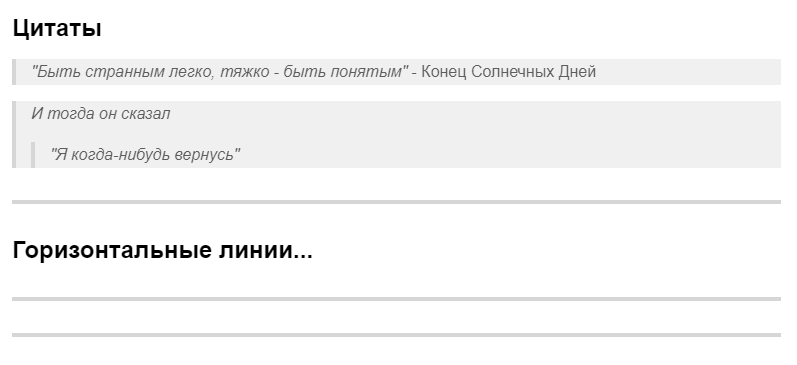 Цитаты
"Быть странным легко, тяжко - быть понятым" - Конец Солнечных Дней
И тогда он сказал
"Я когда-нибудь вернусь"
Горизонтальные линии...